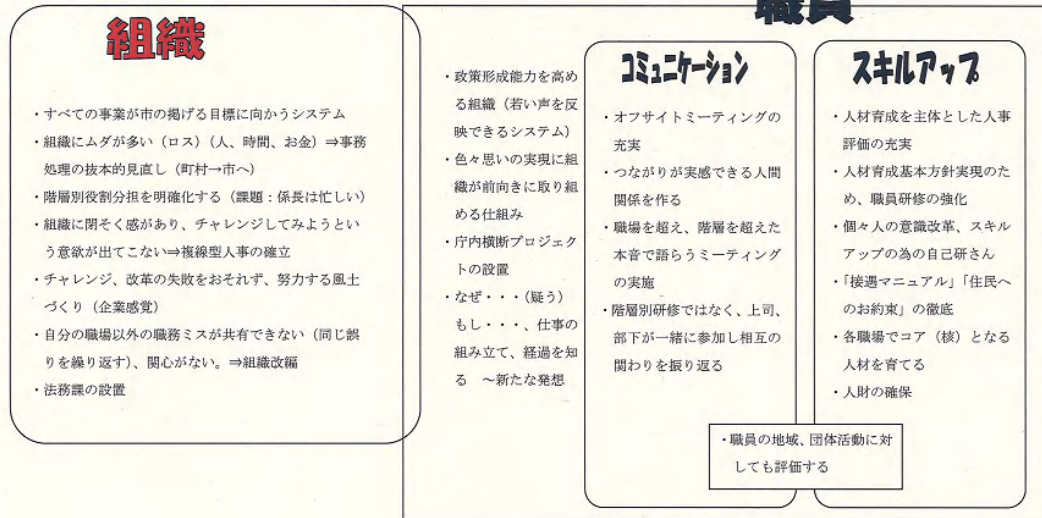 組織
・すべての事業が市の掲げる目標に向かうシステム
・組織にムダが多い（ロス）（人、時間、お金）⇒事務
処理の抜本的見直し（町村→市へ）
・階層別役割分担を明確化する（課題：係長は忙しい）
・組織に閉そく感があり、チャレンジしてみようとい
う意欲が出てこない⇒複線型人事の確立
・チャレンジ、改革の失敗をおそれず、努力する風土
づくり（企業感覚）
・自分の職場以外の職務ミスが共有できない（同じ誤
りを繰り返す）、関心がない。⇒組織改編
・法務課の設置
職員
・政策形成能力を高め
る組織（若い声を反
映できるシステム）
・色々思いの実現に組
織が前向きに取り組
める仕組み
・庁内横断プロジェク
トの設置
・なぜ・・・（疑う）
もし・・・、仕事の
組み立て、経過を知
る　～新たな発想
コミュニケーション
・オフサイトミーティングの
充実
・つながりが実感できる人間
関係を作る
・職場を超え、階層を超えた
本音で語らうミーティング
の実施
・階層別研修ではなく、上司、
部下が一緒に参加し相互の
関わりを振り返る
スキルアップ
・人材育成を主体とした人事
評価の充実
・人材育成基本方針実現のた
め、職員研修の強化
・個々人の意識改革、スキル
アップの為の自己研さん
・「接遇マニュアル」「住民へ
のお約束」の徹底
・各職場でコア（核）となる
人材を育てる
・人財の確保
・職員の地域、団体活動に対
しても評価する